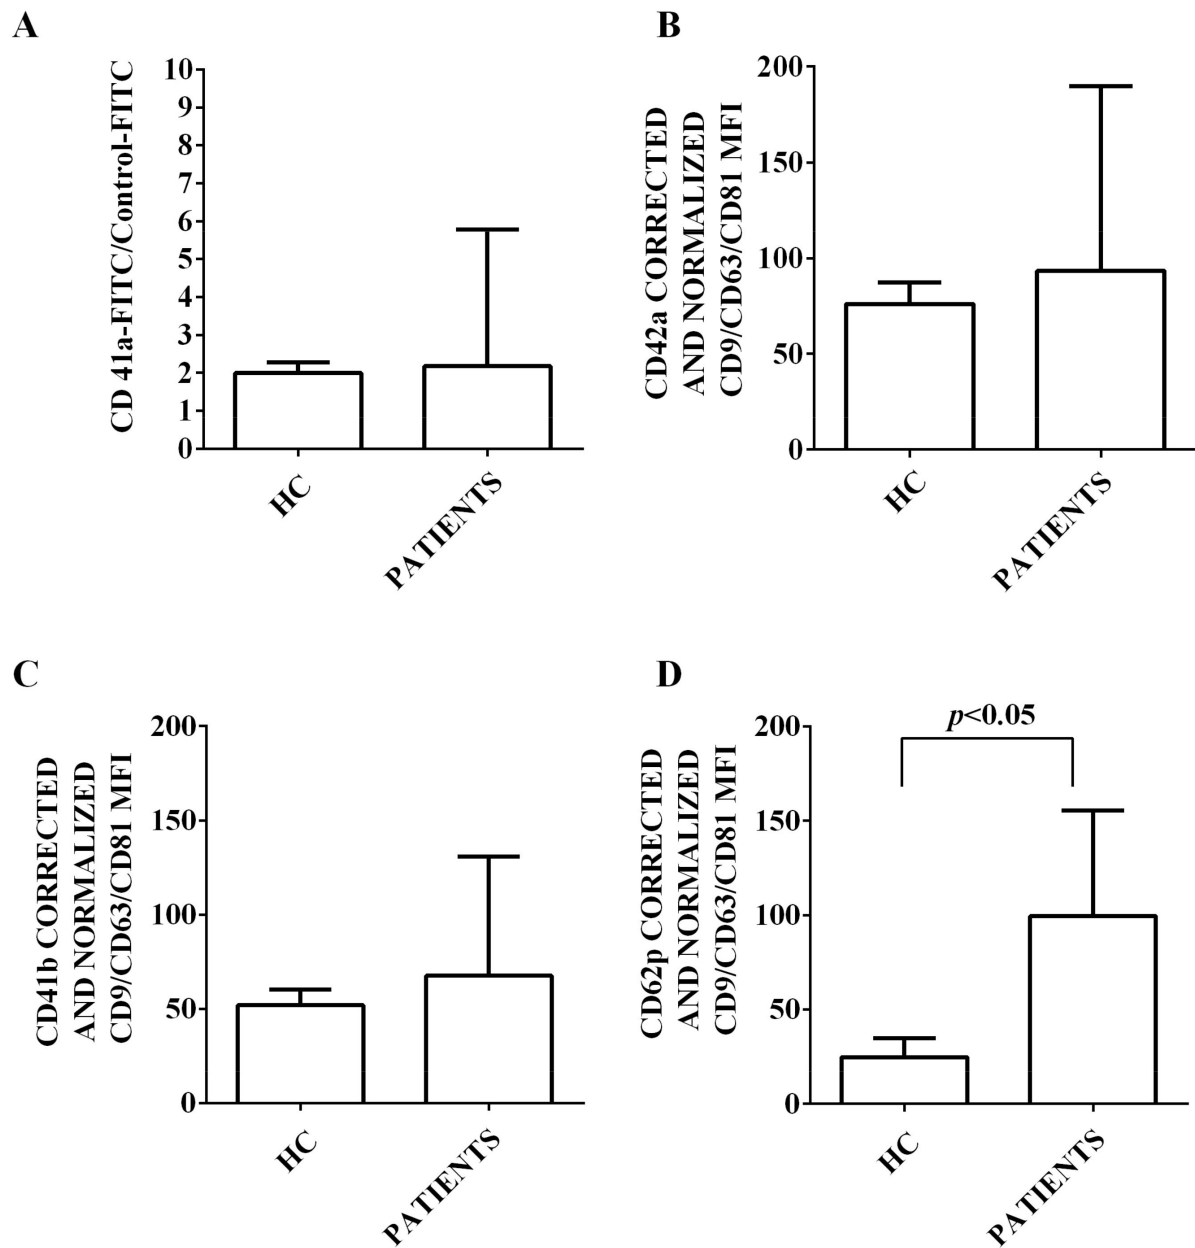 A
CD 41a-FITC/Control-FITC
10
9
8
7
6
5
4
3
2
1
0
HC
PATIENTS
B
CD42a CORRECTED
AND NORMALIZED
CD9/CD63/CD81 MFI
200
150
100
50
0
HC
PATIENTS
C
CD41b CORRECTED
AND NORMALIZED
CD9/CD63/CD81 MFI
200
150
100
50
0
HC
PATIENTS
D
CD62p CORRECTED
AND NORMALIZED
CD9/CD63/CD81 MFI
200
150
100
50
0
p<0.05
HC
PATIENTS